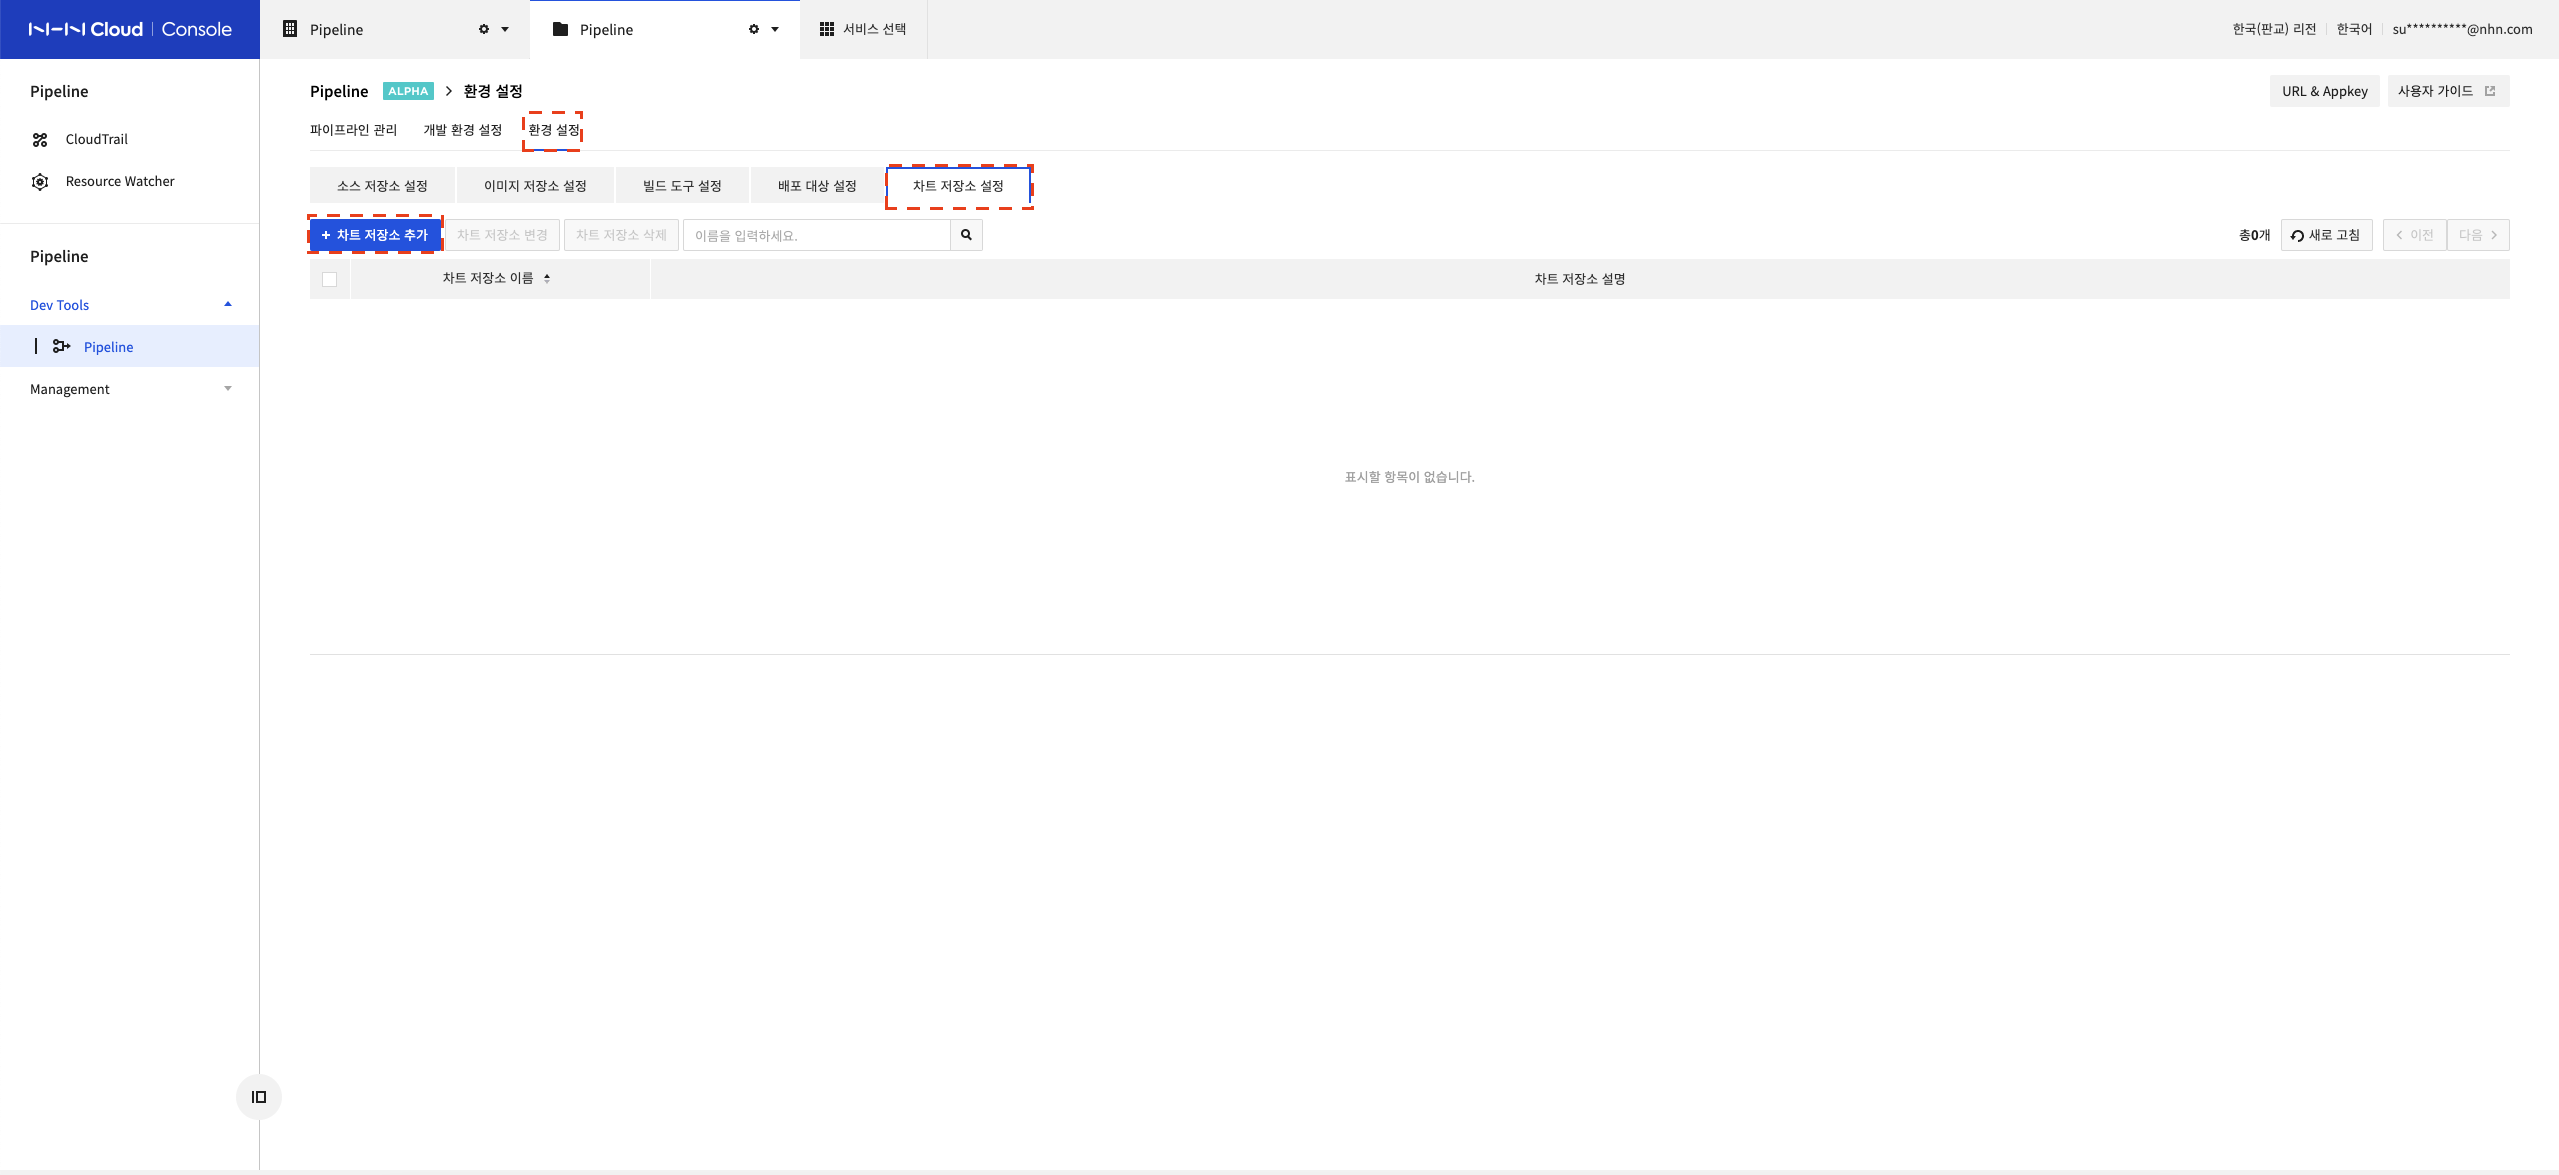 NHN Cloud | Console
Pipeline
Pipeline
서비스 선택
한국(판교) 리전
한국어
su**********@nhn.com
Pipeline
CloudTrail
Resource Watcher
Pipeline
Dev Tools
Pipeline
Management
Pipeline ALPHA > 환경 설정
URL & Appkey
사용자 가이드
파이프라인 관리
개발 환경 설정
환경 설정
소스 저장소 설정
이미지 저장소 설정
빌드 도구 설정
배포 대상 설정
차트 저장소 설정
+ 차트 저장소 추가
차트 저장소 변경
차트 저장소 삭제
이름을 입력하세요.
총0개
새로 고침
< 이전
다음 >
차트 저장소 이름
차트 저장소 설명
표시할 항목이 없습니다.